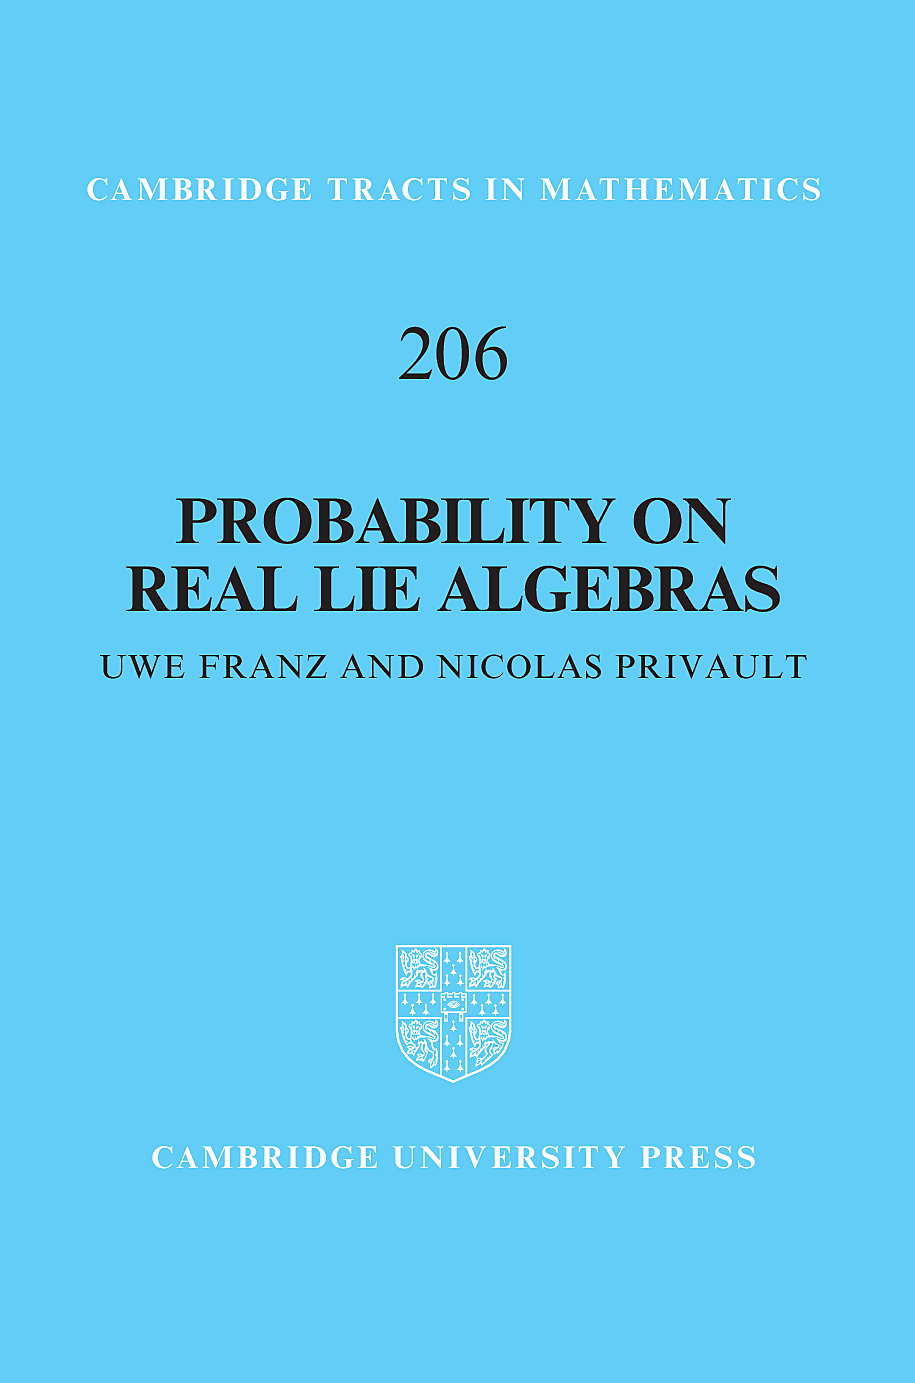 CAMBRIDGE TRACTS IN MATHEMATICS
206
PROBABILITY ON
REAL LIE ALGEBRAS
UWE FRANZ AND NICOLAS PRIVAULT
CAMBRIDGE UNIVERSITY PRESS